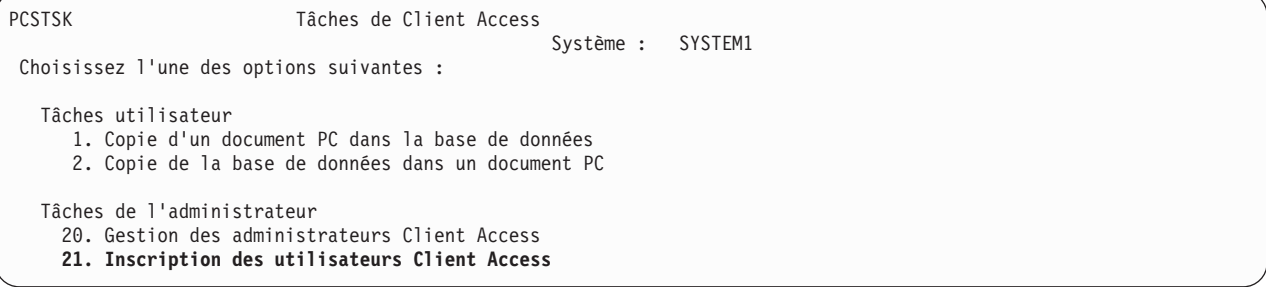 PCSTSK Tâches de Client Access
Système : SYSTEM1
Choisissez l'une des options suivantes :
Tâches utilisateur
1. Copie d'un document PC dans la base de données
2. Copie de la base de données dans un document PC
Tâches de l'administrateur
20. Gestion des administrateurs Client Access
21. Inscription des utilisateurs Client Access